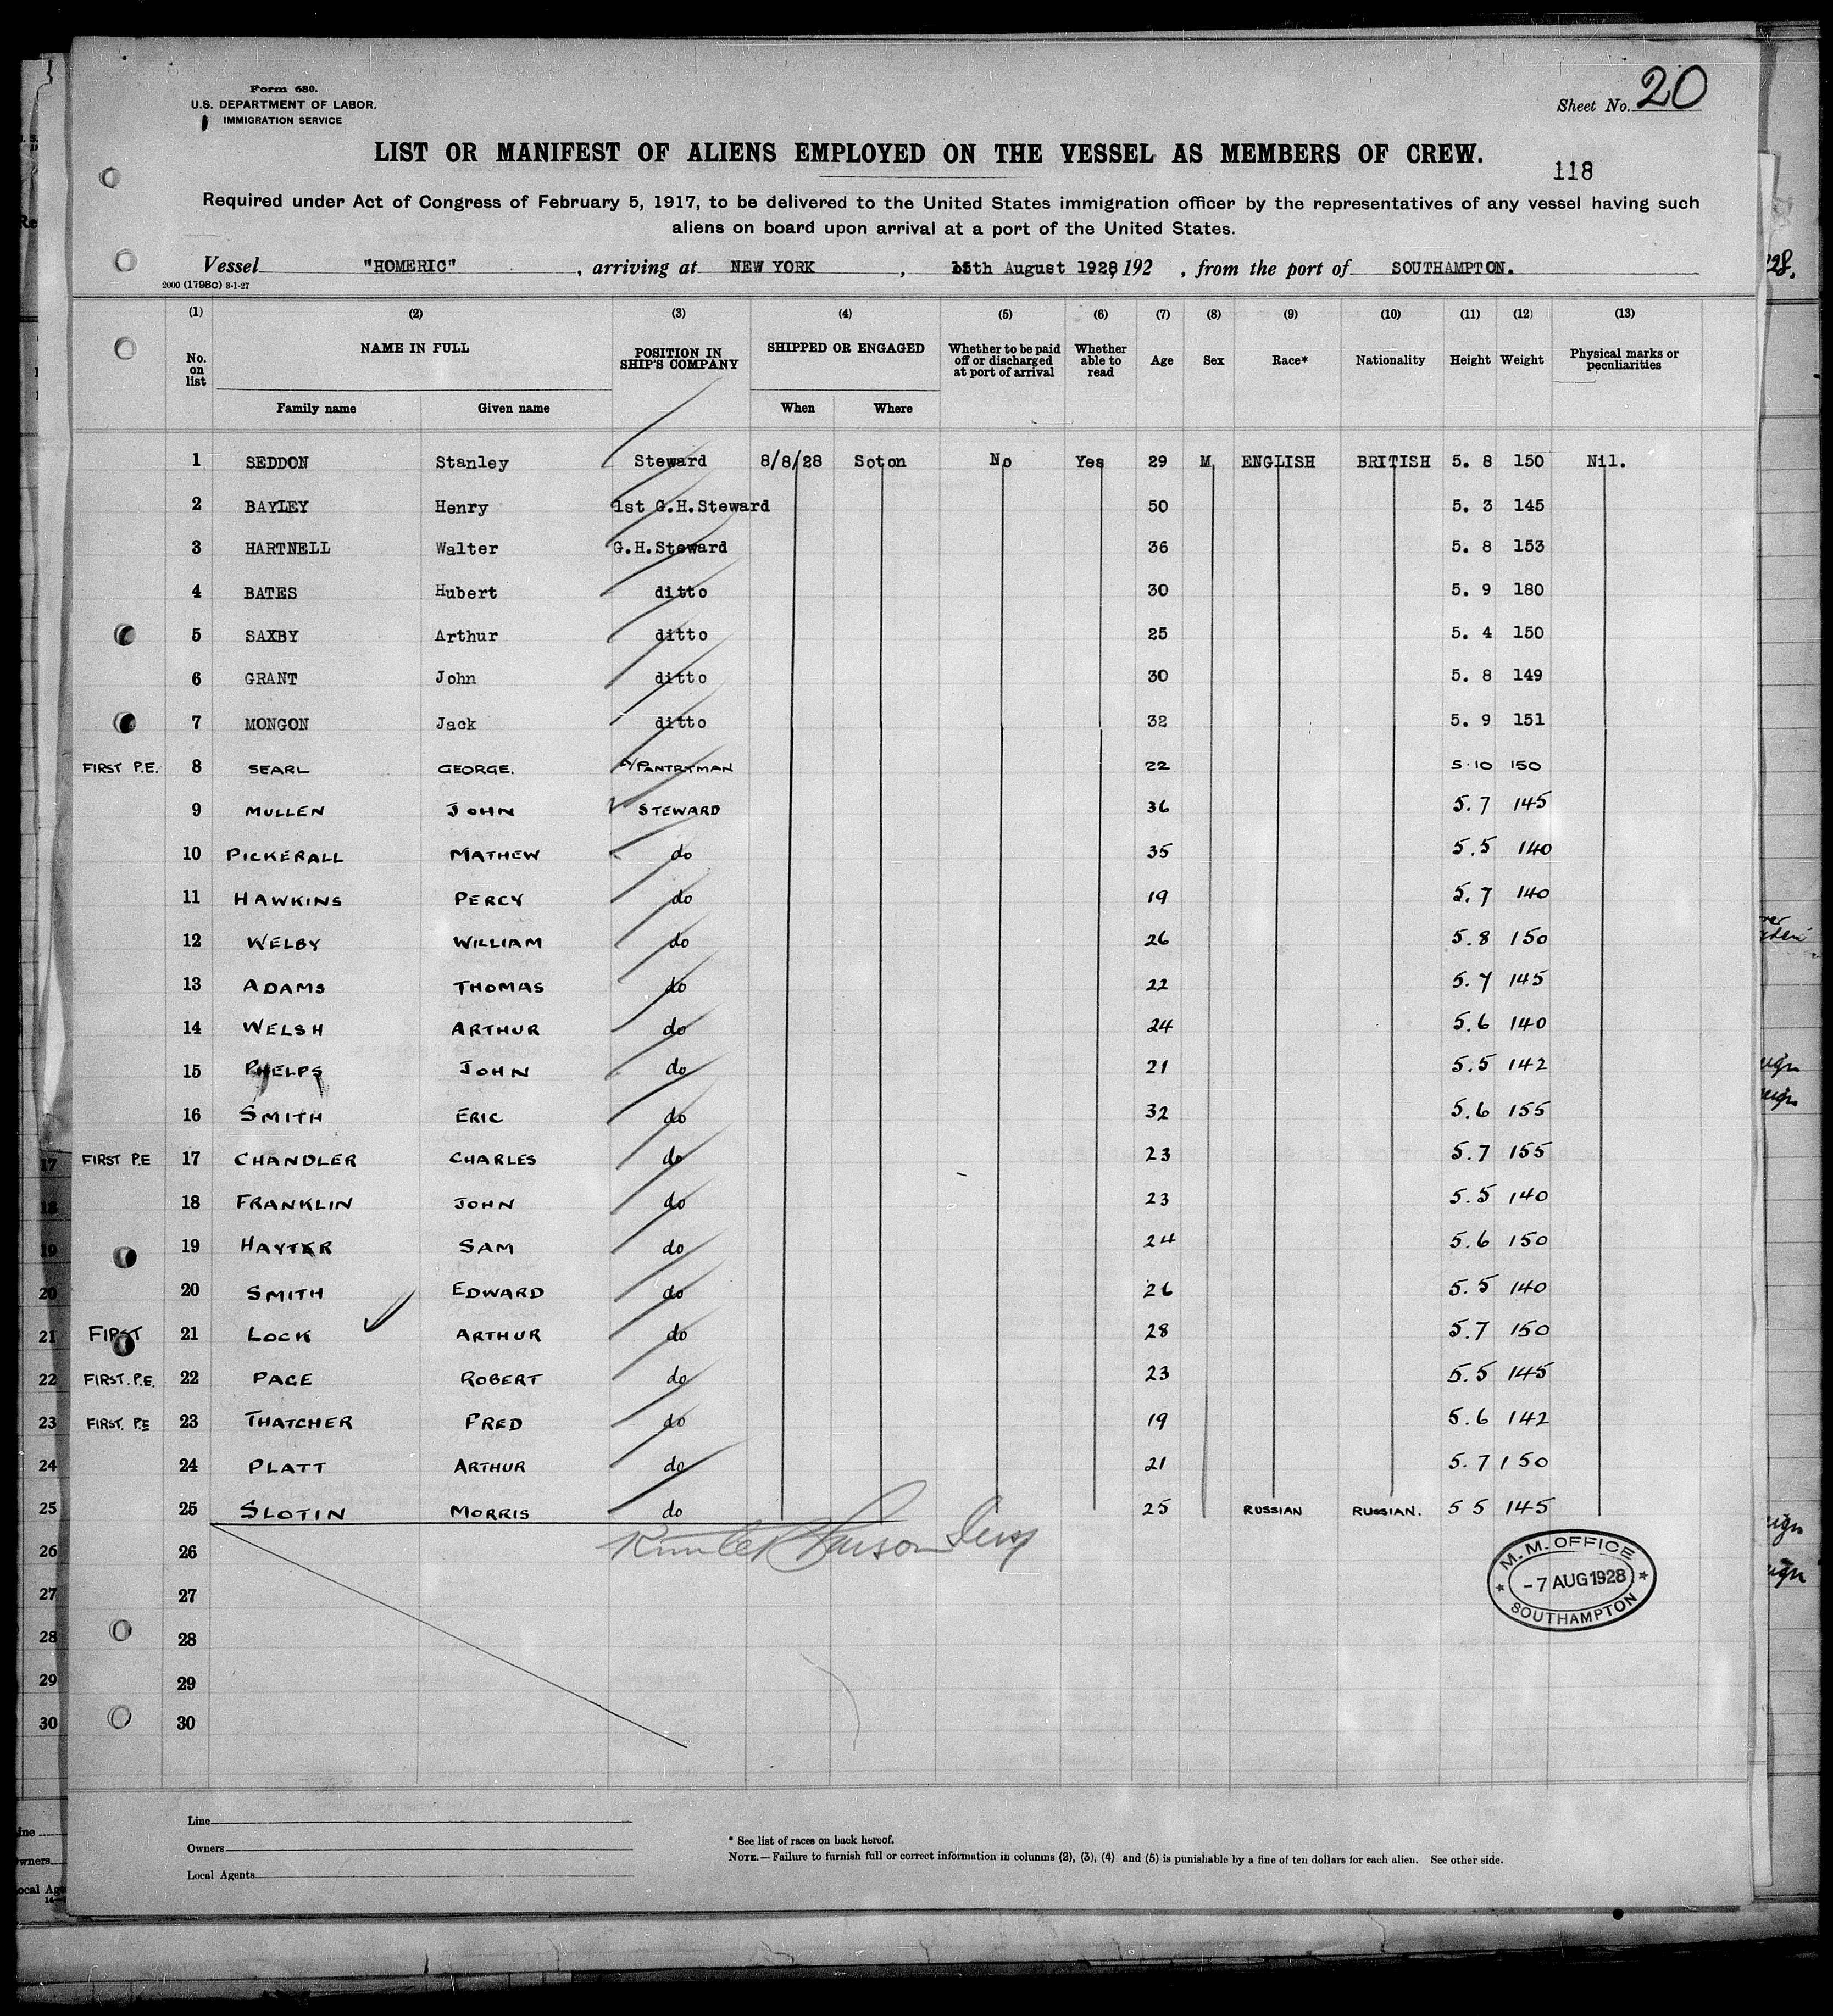 Form 680.
U.S. DEPARTMENT OF LABOR.
IMMIGRATION SERVICE
Sheet No. 20
LIST OR MANIFEST OF ALIENS EMPLOYED ON THE VESSEL AS MEMBERS OF CREW.
118
Required under Act of Congress of February 5, 1917, to be delivered to the United States immigration officer by the representatives of any vessel having such
aliens on board upon arrival at a port of the United States.
Vessel "HOMERIC", arriving at NEW YORK, 15th August 1928, 192 , from the port of SOUTHAMPTON.
2000 (1798C) 3-1-27
(1) (2) (3) (4) (5) (6) (7) (8) (9) (10) (11) (12) (13)
No. on list NAME IN FULL POSITION IN SHIP'S COMPANY SHIPPED OR ENGAGED Whether to be paid off or discharged at port of arrival Whether able to read Age Sex Race* Nationality Height Weight Physical marks or peculiarities
Family name Given name When Where
1 SEDDON Stanley Steward 8/8/28 Soton No Yes 29 M ENGLISH BRITISH 5. 8 150 Nil.
2 BAYLEY Henry 1st G.H.Steward 50 5. 3 145
3 HARTNELL Walter G.H.Steward 36 5. 8 153
4 BATES Hubert ditto 30 5. 9 180
5 SAXBY Arthur ditto 25 5. 4 150
6 GRANT John ditto 30 5. 8 149
7 MONGON Jack ditto 32 5. 9 151
FIRST P.E. 8 SEARL GEORGE. PANTRYMAN 22 5.10 150
9 MULLEN JOHN STEWARD 36 5.7 145
10 PICKERALL MATHEW do 35 5.5 140
11 HAWKINS PERCY do 19 5.7 140
12 WELBY WILLIAM do 26 5.8 150
13 ADAMS THOMAS do 22 5.7 145
14 WELSH ARTHUR do 24 5.6 140
15 PHELPS JOHN do 21 5.5 142
16 SMITH ERIC do 32 5.6 155
17 FIRST P.E 17 CHANDLER CHARLES do 23 5.7 155
18 18 FRANKLIN JOHN do 23 5.5 140
19 19 HAYTER SAM do 24 5.6 150
20 20 SMITH EDWARD do 26 5.5 140
21 FIRST 21 LOCK ARTHUR do 28 5.7 150
22 FIRST. P.E. 22 PAGE ROBERT do 23 5.5 145
23 FIRST. P.E 23 THATCHER FRED do 19 5.6 142
24 24 PLATT ARTHUR do 21 5.7 150
25 25 SLOTIN MORRIS do 25 RUSSIAN RUSSIAN. 5 5 145
26 26
27 27
28 28
29 29
30 30
M. M. OFFICE
-7 AUG 1928
SOUTHAMPTON
Line
Owners
Local Agents
* See list of races on back hereof.
NOTE.—Failure to furnish full or correct information in columns (2), (3), (4) and (5) is punishable by a fine of ten dollars for each alien. See other side.